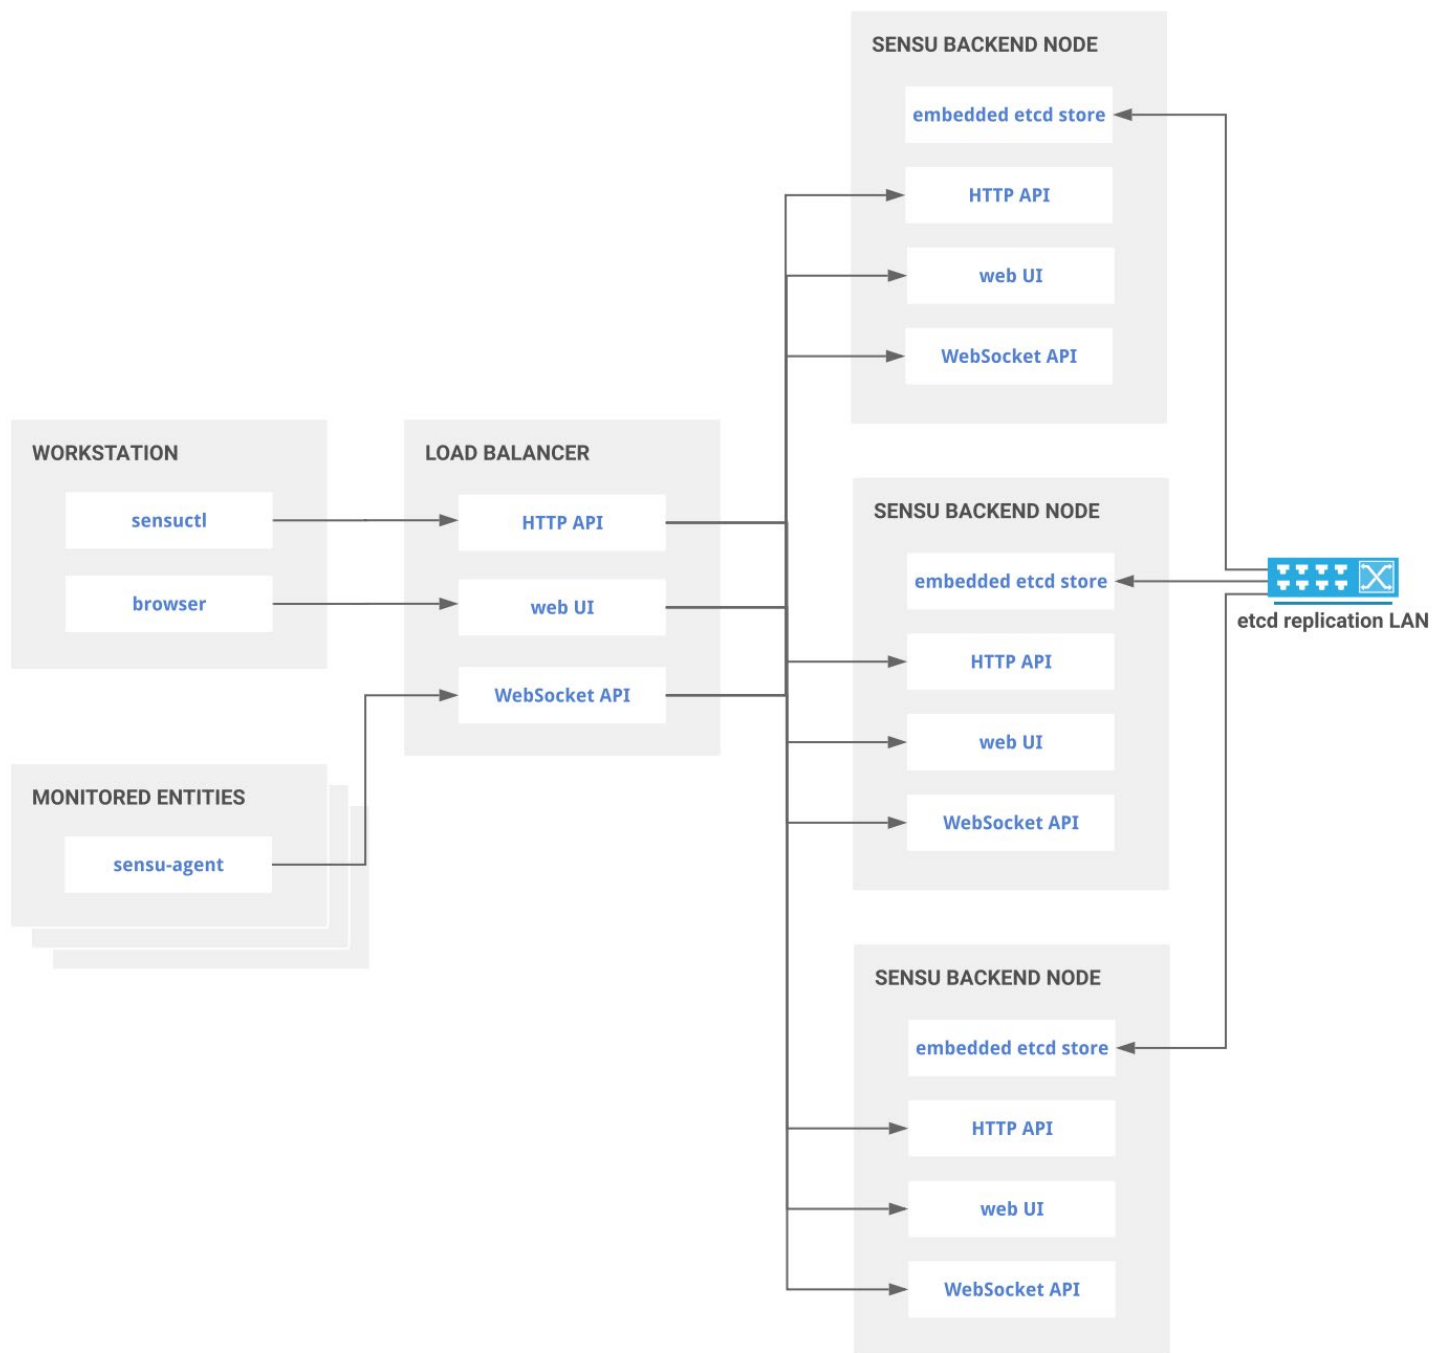 SENSU BACKEND NODE
embedded etcd store
HTTP API
web UI
WebSocket API
WORKSTATION
sensuctl
browser
LOAD BALANCER
HTTP API
web UI
WebSocket API
MONITORED ENTITIES
sensu-agent
SENSU BACKEND NODE
embedded etcd store
HTTP API
web UI
WebSocket API
etcd replication LAN
SENSU BACKEND NODE
embedded etcd store
HTTP API
web UI
WebSocket API